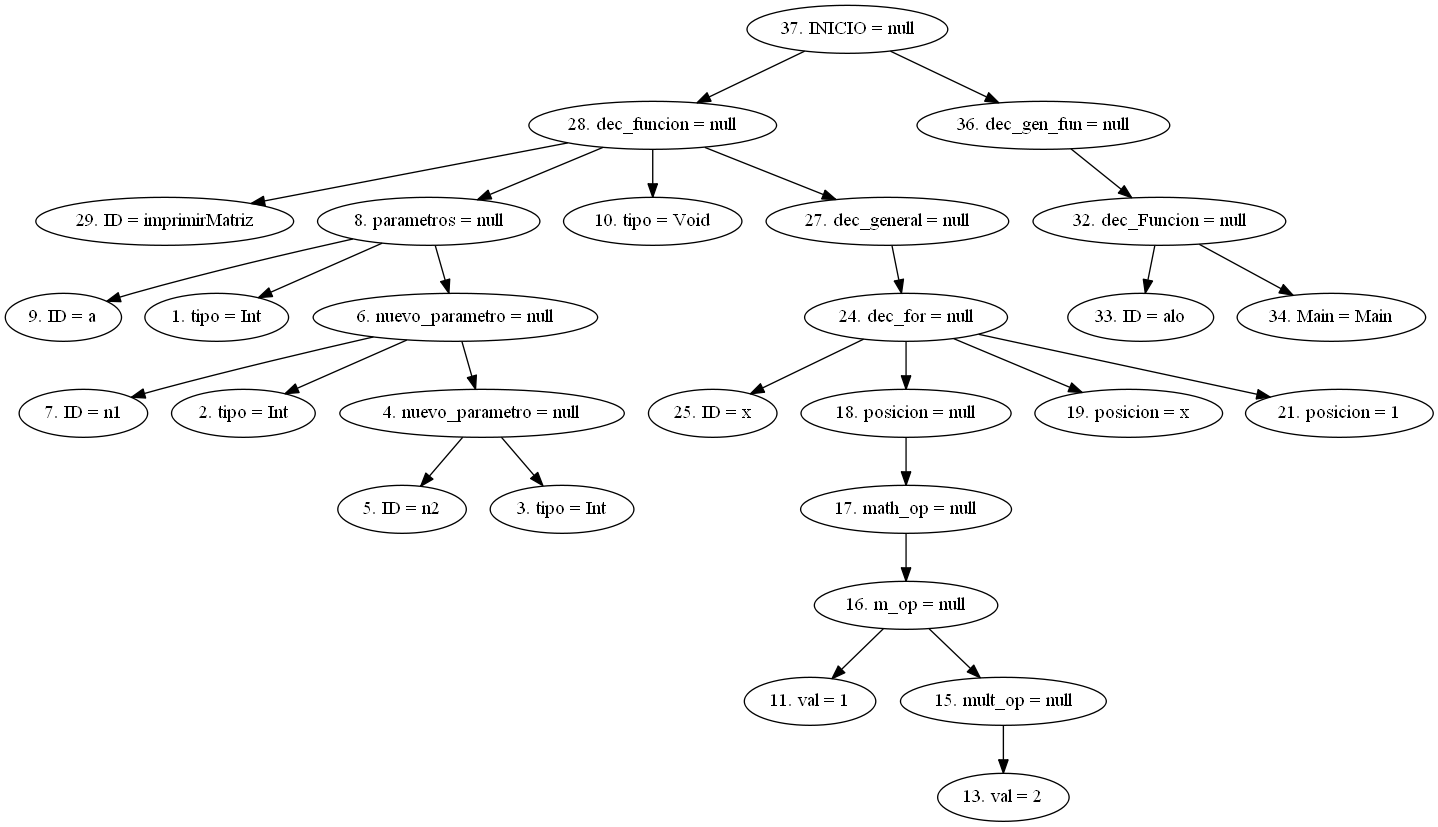 37. INICIO = null
28. dec_funcion = null
36. dec_gen_fun = null
29. ID = imprimirMatriz
8. parametros = null
10. tipo = Void
27. dec_general = null
32. dec_Funcion = null
9. ID = a
1. tipo = Int
6. nuevo_parametro = null
24. dec_for = null
33. ID = alo
34. Main = Main
7. ID = n1
2. tipo = Int
4. nuevo_parametro = null
25. ID = x
18. posicion = null
19. posicion = x
21. posicion = 1
5. ID = n2
3. tipo = Int
17. math_op = null
16. m_op = null
11. val = 1
15. mult_op = null
13. val = 2